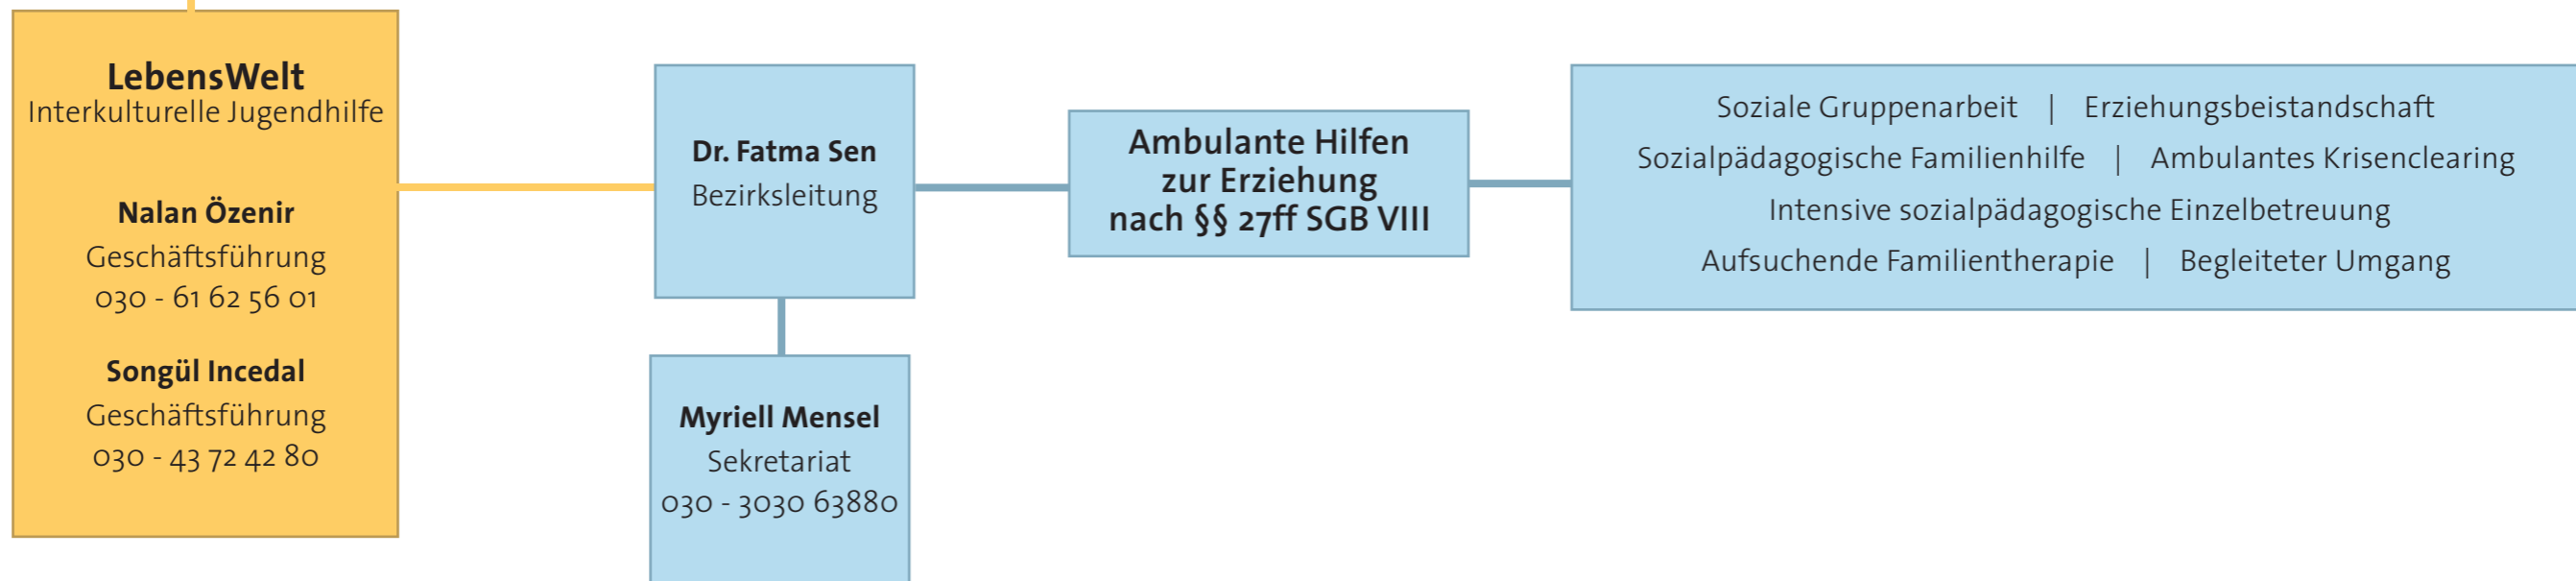 LebensWelt
Interkulturelle Jugendhilfe
Nalan Özenir
Geschäftsführung
030 - 61 62 56 01
Songül Incedal
Geschäftsführung
030 - 43 72 42 80
Dr. Fatma Sen
Bezirksleitung
Myriell Mensel
Sekretariat
030 - 3030 63880
Ambulante Hilfen
zur Erziehung
nach §§ 27ff SGB VIII
Soziale Gruppenarbeit | Erziehungsbeistandschaft
Sozialpädagogische Familienhilfe | Ambulantes Krisenclearing
Intensive sozialpädagogische Einzelbetreuung
Aufsuchende Familientherapie | Begleiteter Umgang